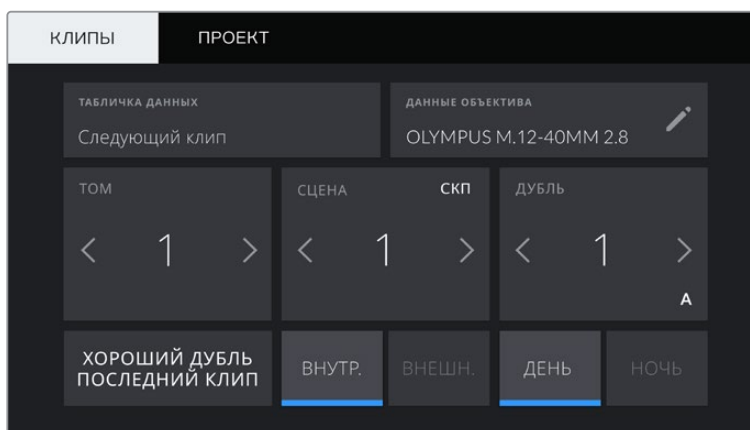 КЛИПЫ
ПРОЕКТ
ТАБЛИЧКА ДАННЫХ
Следующий клип
ДАННЫЕ ОБЪЕКТИВА
OLYMPUS M.12-40MM 2.8
ТОМ
1
СЦЕНА
СКП
1
ДУБЛЬ
1
A
ХОРОШИЙ ДУБЛЬ
ПОСЛЕДНИЙ КЛИП
ВНУТР.
ВНЕШН.
ДЕНЬ
НОЧЬ